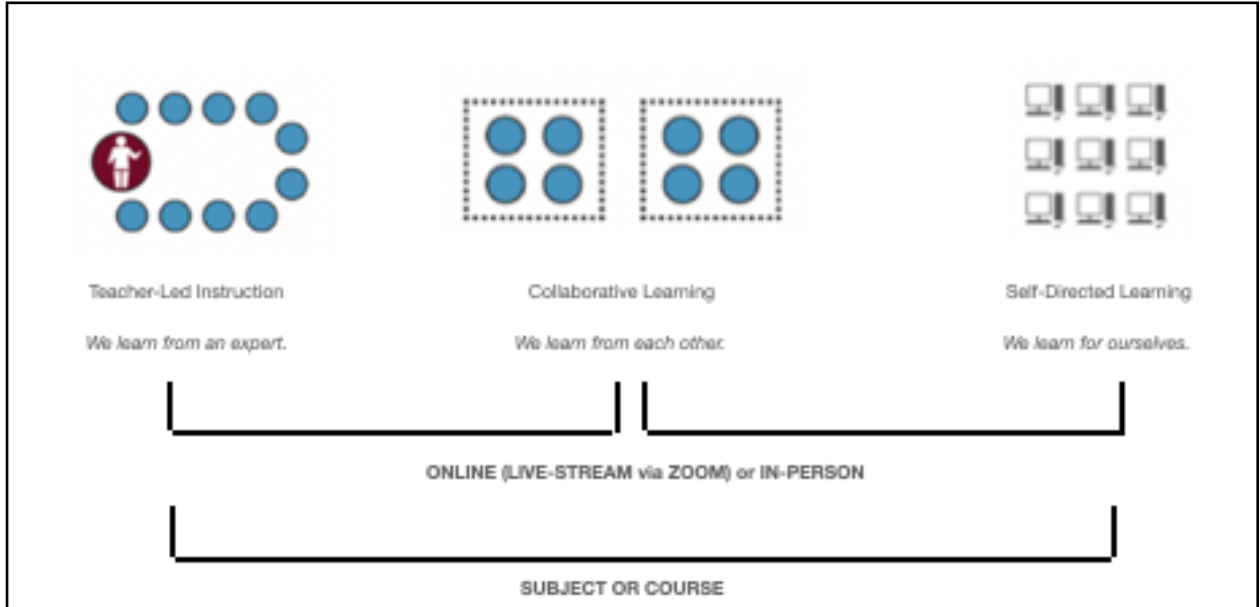 Teacher-Led Instruction
Collaborative Learning
Self-Directed Learning
We learn from an expert.
We learn from each other.
We learn for ourselves.
ONLINE (LIVE-STREAM via ZOOM) or IN-PERSON
SUBJECT OR COURSE